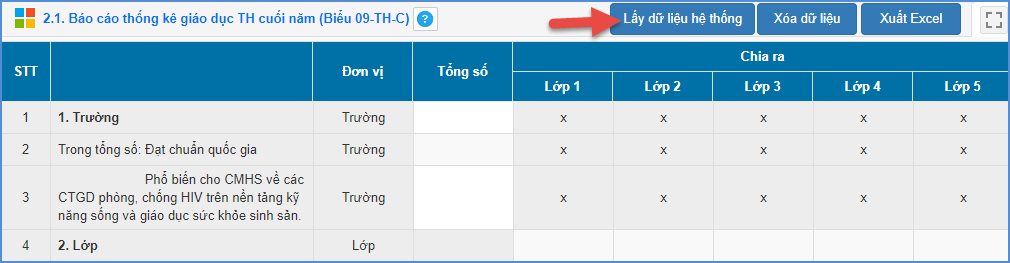 2.1. Báo cáo thống kê giáo dục TH cuối năm (Biểu 09-TH-C) ? Lấy dữ liệu hệ thống Xóa dữ liệu Xuất Excel
STT Đơn vị Tổng số Chia ra
Lớp 1 Lớp 2 Lớp 3 Lớp 4 Lớp 5
1 1. Trường Trường x x x x x
2 Trong tổng số: Đạt chuẩn quốc gia Trường x x x x x
Phổ biến cho CMHS về các
3 CTGD phòng, chống HIV trên nền tảng kỹ Trường x x x x x
năng sống và giáo dục sức khỏe sinh sản.
4 2. Lớp Lớp